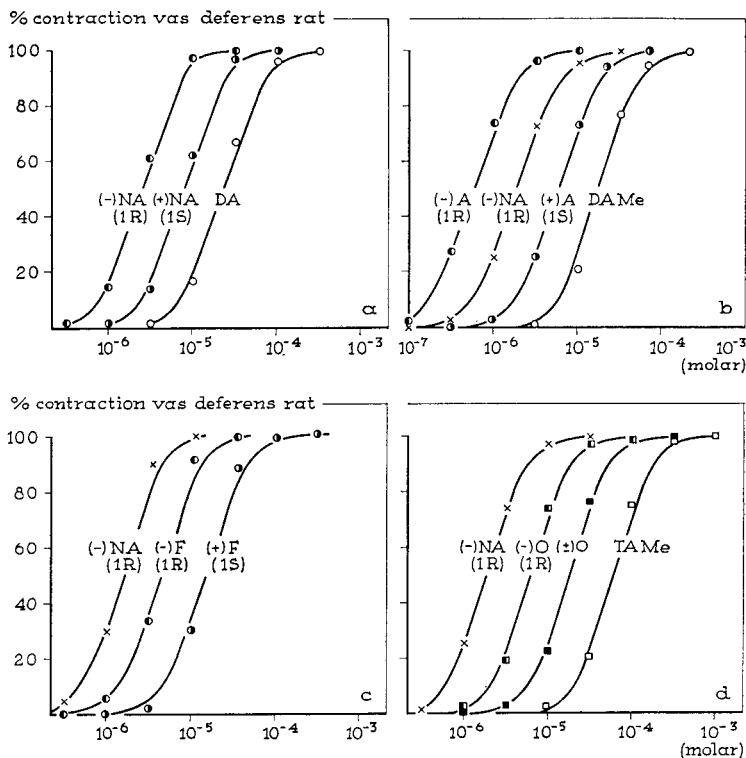 % contraction vas deferens rat
100
80
60
40
20
(-)NA (+)NA DA
(1R) (1S)
a
10⁻⁶ 10⁻⁵ 10⁻⁴ 10⁻³
(-)A (-)NA (+)A DAMe
(1R) (1R) (1S)
b
10⁻⁷ 10⁻⁶ 10⁻⁵ 10⁻⁴ 10⁻³
(molar)
% contraction vas deferens rat
100
80
60
40
20
(-)NA (-)F (+)F
(1R) (1R) (1S)
c
10⁻⁶ 10⁻⁵ 10⁻⁴ 10⁻³
(-)NA (-)O (±)O TAMe
(1R) (1R)
d
10⁻⁶ 10⁻⁵ 10⁻⁴ 10⁻³
(molar)